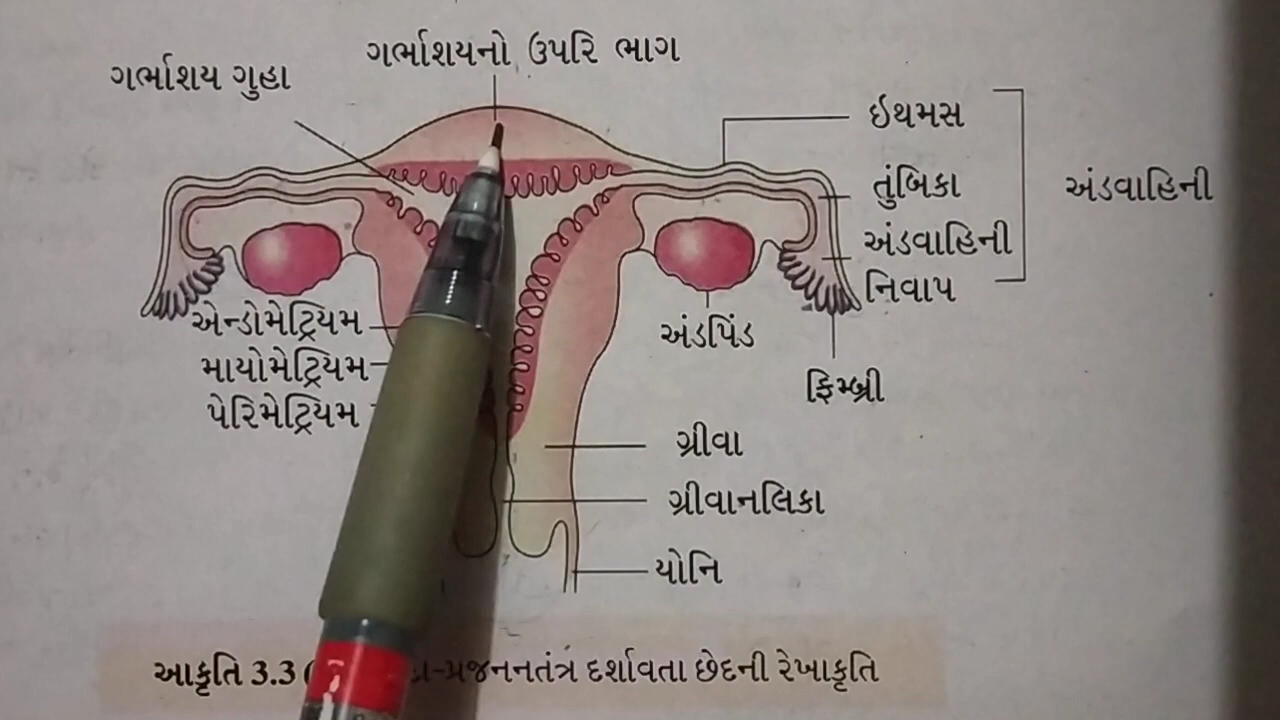 ગર્ભાશયનો ઉપરિ ભાગ
ગર્ભાશય ગુહા
ઇથમસ
તુંબિકા
અંડવાહિની
અંડવાહિની
નિવાપ
એન્ડોમેટ્રિયમ
માયોમેટ્રિયમ
પેરિમેટ્રિયમ
અંડપિંડ
ફિમ્બ્રી
ગ્રીવા
ગ્રીવાનલિકા
યોનિ
આકૃતિ 3.3 ( -પ્રજનનતંત્ર દર્શાવતા છેદની રેખાકૃતિ